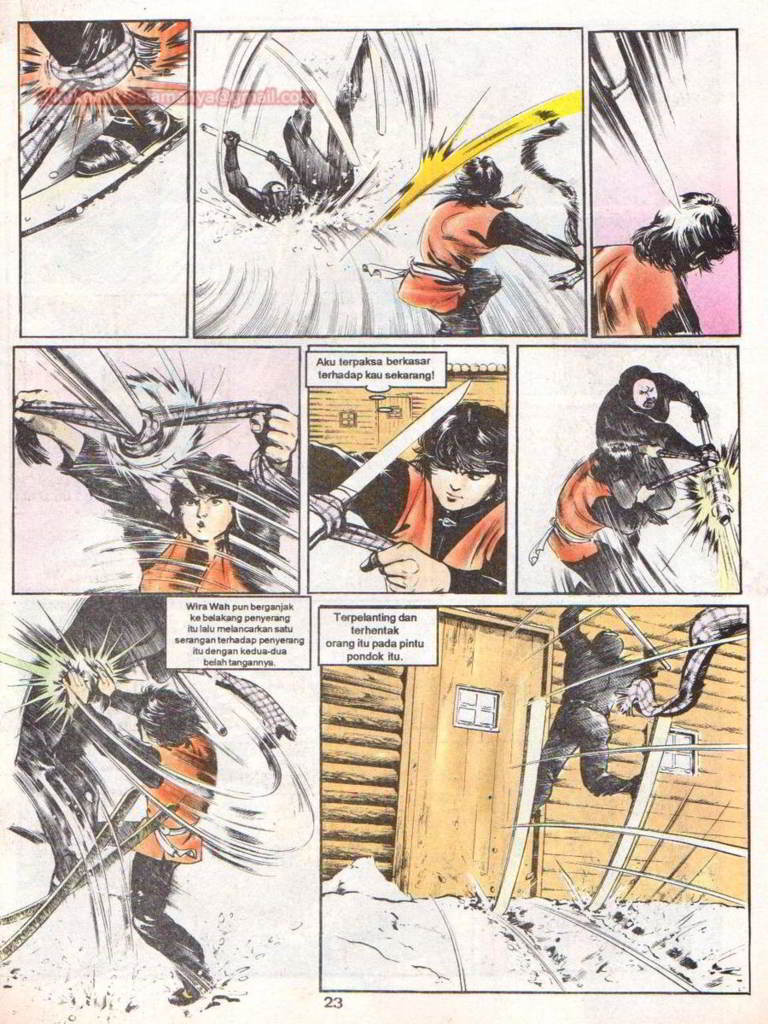 Aku terpaksa berkasar
terhadap kau sekarang!
Wira Wah pun berganjak
ke belakang penyerang
itu lalu melancarkan satu
serangan terhadap penyerang
itu dengan kedua-dua
belah tangannya.
Terpelanting dan
terhentak
orang itu pada pintu
pondok itu.
23